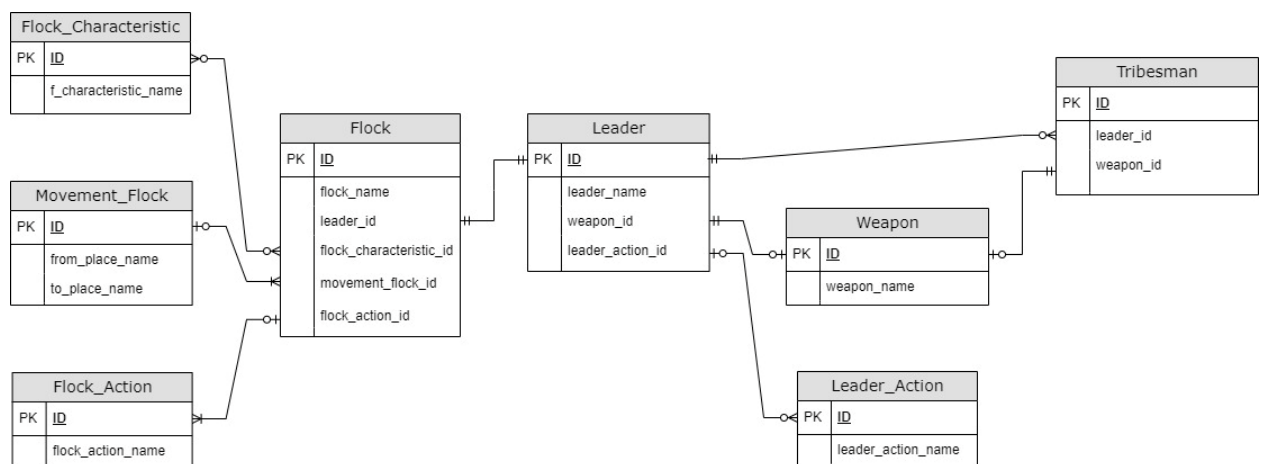 Flock_Characteristic
PK ID
f_characteristic_name
Movement_Flock
PK ID
from_place_name
to_place_name
Flock_Action
PK ID
flock_action_name
Flock
PK ID
flock_name
leader_id
flock_characteristic_id
movement_flock_id
flock_action_id
Leader
PK ID
leader_name
weapon_id
leader_action_id
Weapon
PK ID
weapon_name
Leader_Action
PK ID
leader_action_name
Tribesman
PK ID
leader_id
weapon_id